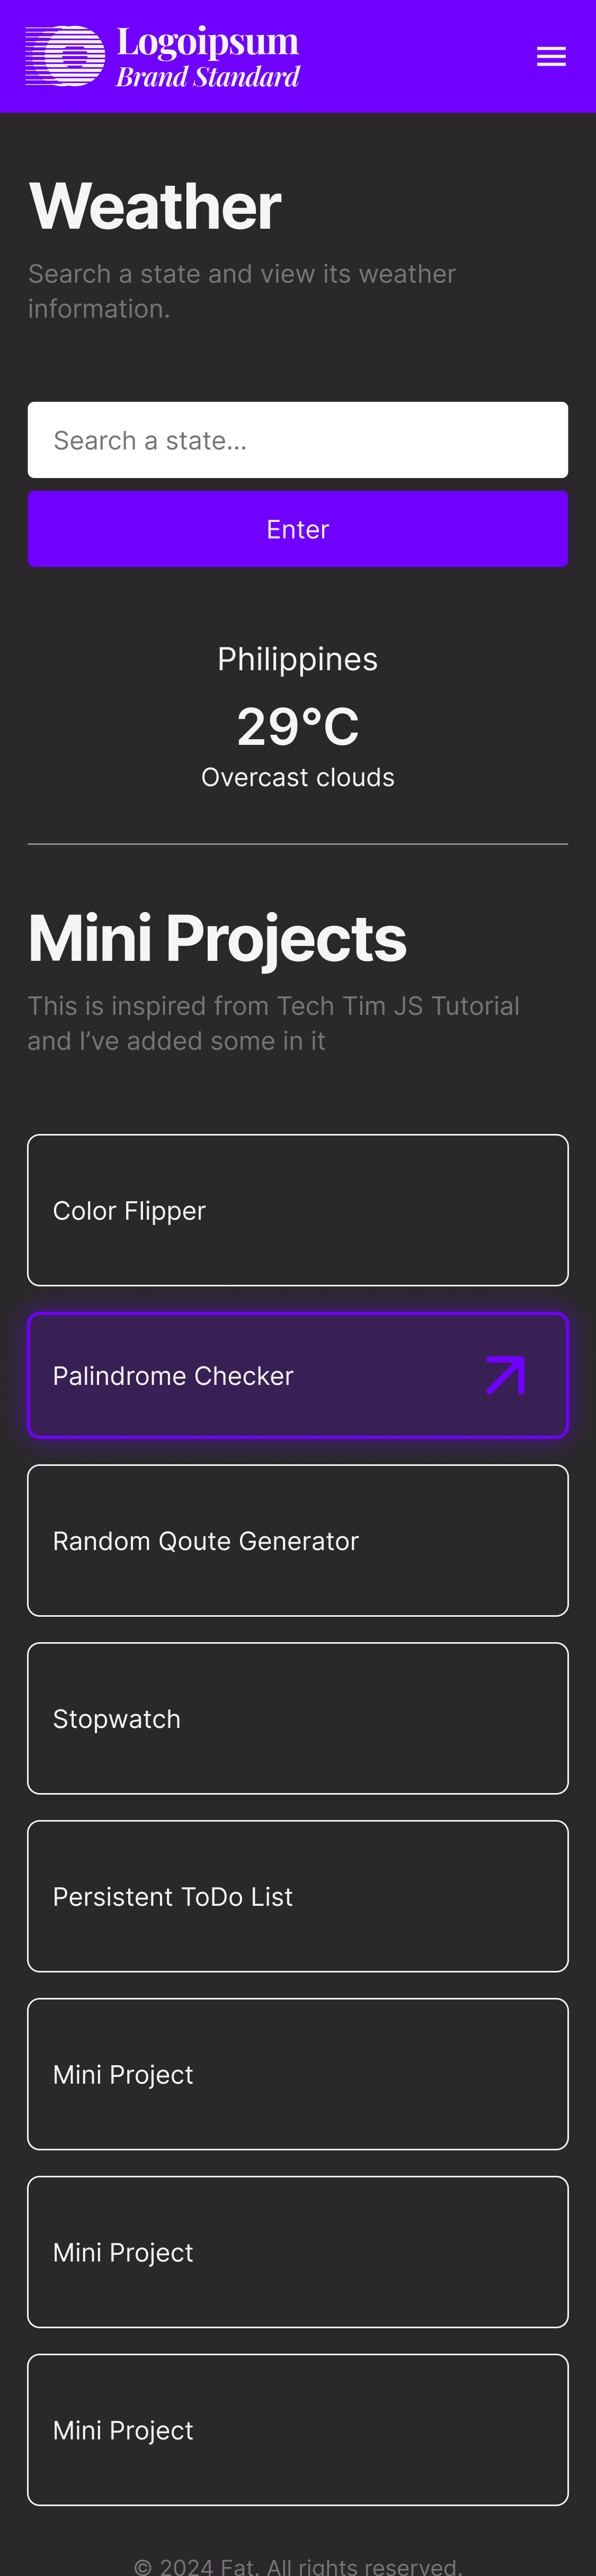 Logoipsum
Brand Standard
Weather
Search a state and view its weather
information.
Search a state...
Enter
Philippines
29°C
Overcast clouds
Mini Projects
This is inspired from Tech Tim JS Tutorial
and I’ve added some in it
Color Flipper
Palindrome Checker
Random Qoute Generator
Stopwatch
Persistent ToDo List
Mini Project
Mini Project
Mini Project
© 2024 Fat. All rights reserved.